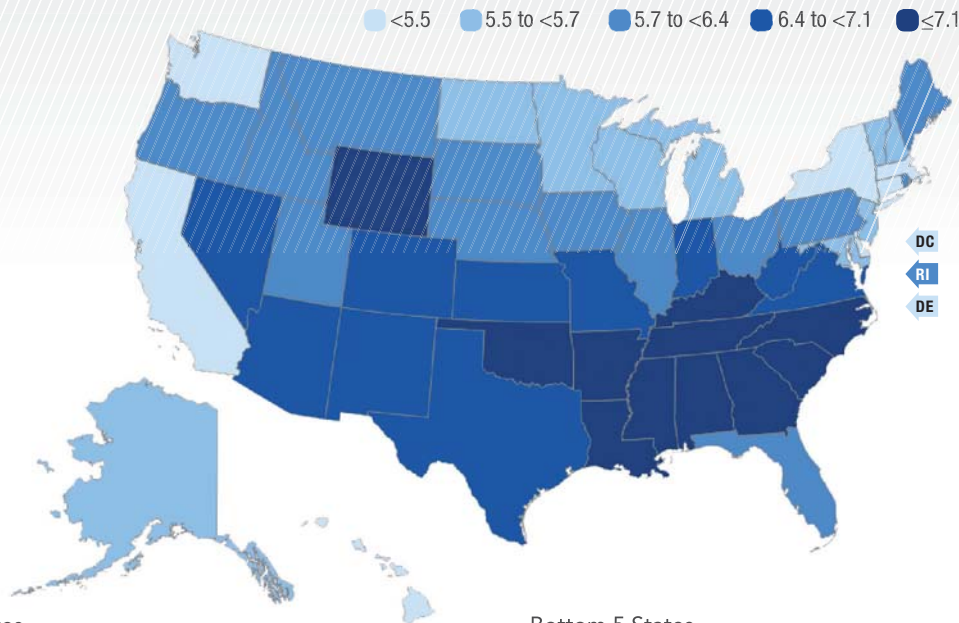 <5.5 5.5 to <5.7 5.7 to <6.4 6.4 to <7.1 ≤7.1
DC
RI
DE
Bottom 5 States